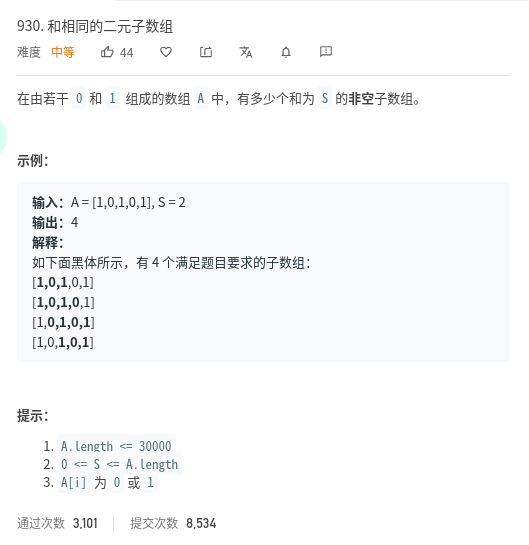 930. 和相同的二元子数组
难度 中等 44
在由若干 0 和 1 组成的数组 A 中，有多少个和为 S 的非空子数组。
示例：
输入：A = [1,0,1,0,1], S = 2
输出：4
解释：
如下面黑体所示，有 4 个满足题目要求的子数组：
[1,0,1,0,1]
[1,0,1,0,1]
[1,0,1,0,1]
[1,0,1,0,1]
提示：
1. A.length <= 30000
2. 0 <= S <= A.length
3. A[i] 为 0 或 1
通过次数 3,101 提交次数 8,534